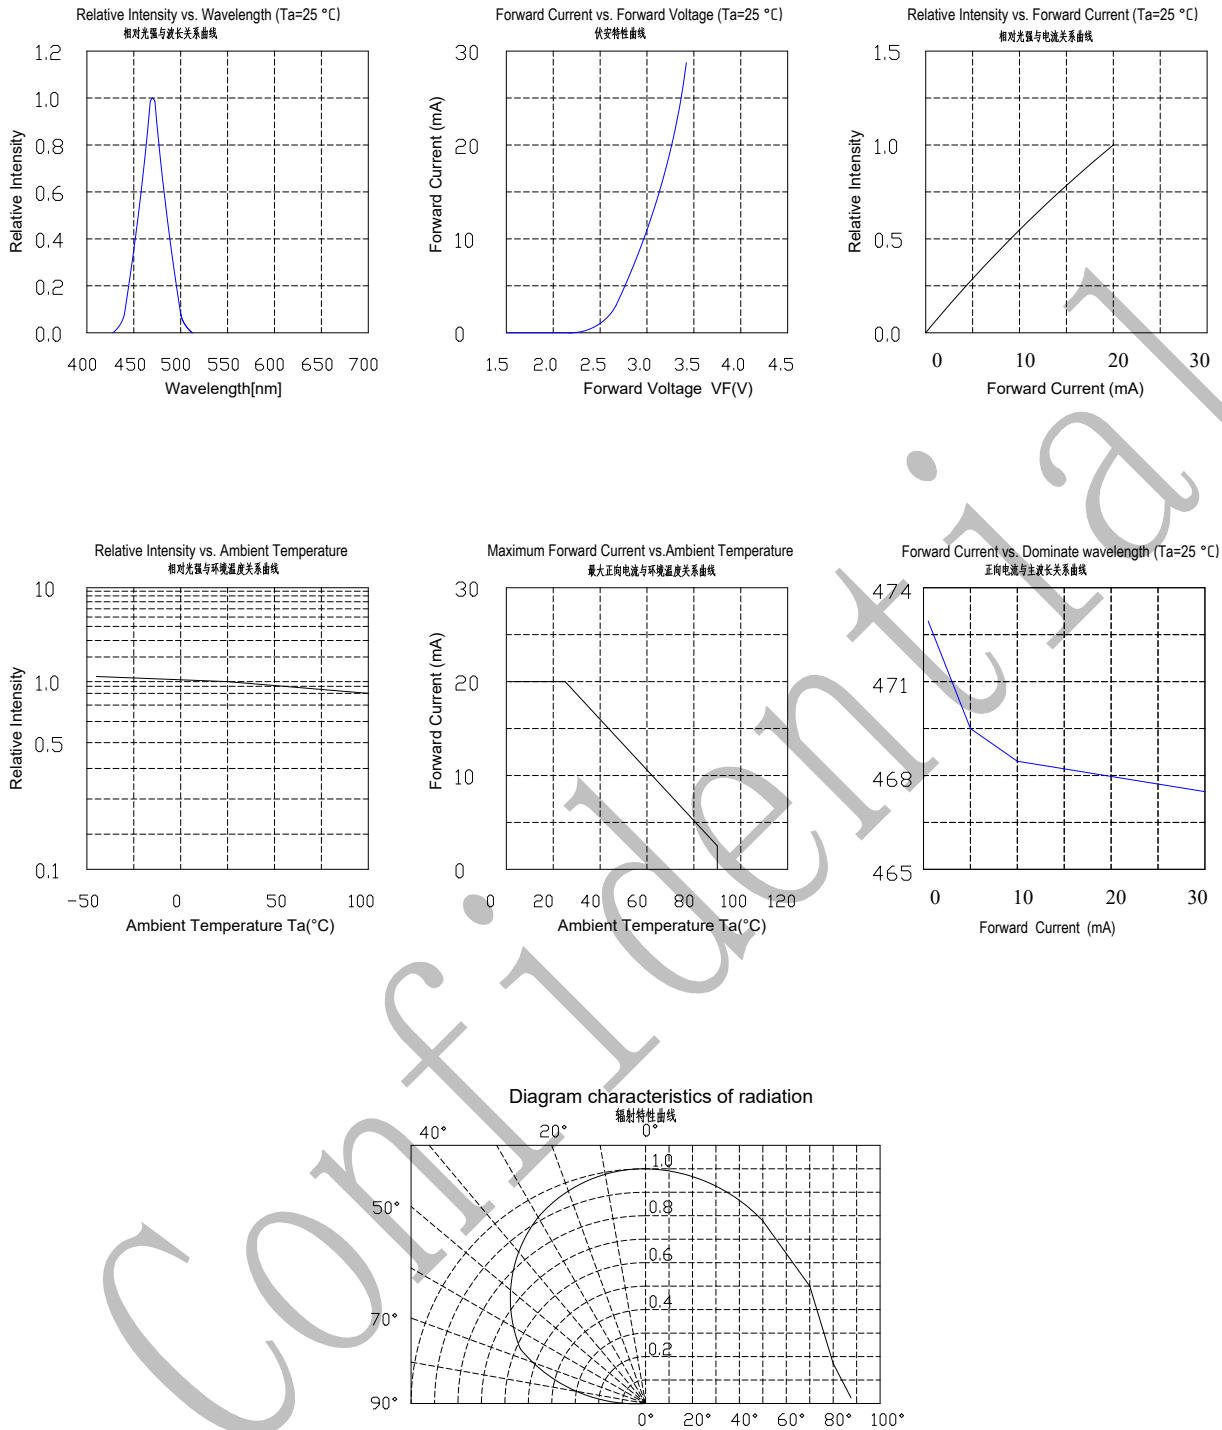 Relative Intensity vs. Wavelength (Ta=25 °C)
相对光强与波长关系曲线
1.2
1.0
0.8
0.6
0.4
0.2
0.0
Relative Intensity
400 450 500 550 600 650 700
Wavelength[nm]
Forward Current vs. Forward Voltage (Ta=25 °C)
伏安特性曲线
30
20
10
0
Forward Current (mA)
1.5 2.0 2.5 3.0 3.5 4.0 4.5
Forward Voltage VF(V)
Relative Intensity vs. Forward Current (Ta=25 °C)
相对光强与电流关系曲线
1.5
1.0
0.5
0.0
Relative Intensity
0 10 20 30
Forward Current (mA)
Relative Intensity vs. Ambient Temperature
相对光强与环境温度关系曲线
10
1.0
0.5
0.1
Relative Intensity
-50 0 50 100
Ambient Temperature Ta(°C)
Maximum Forward Current vs.Ambient Temperature
最大正向电流与环境温度关系曲线
30
20
10
0
Forward Current (mA)
0 20 40 60 80 100 120
Ambient Temperature Ta(°C)
Forward Current vs. Dominate wavelength (Ta=25 °C)
正向电流与主波长关系曲线
474
471
468
465
0 10 20 30
Forward Current (mA)
Diagram characteristics of radiation
辐射特性曲线
40° 20° 0°
50°
70°
90°
1.0
0.8
0.6
0.4
0.2
0° 20° 40° 60° 80° 100°
Confidential